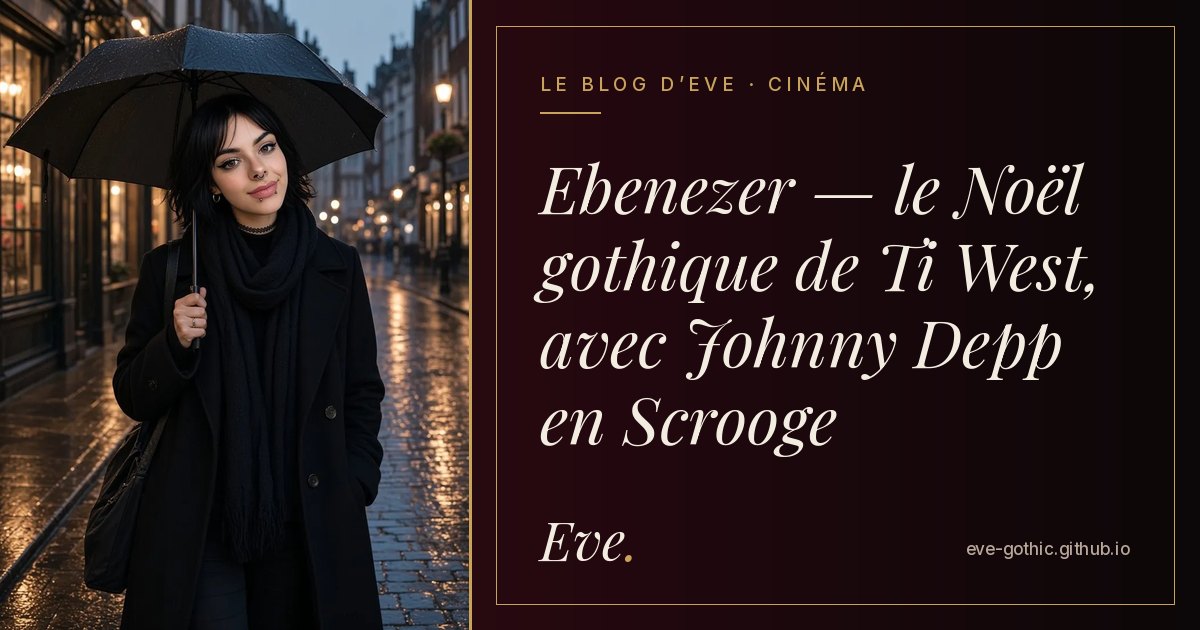 LE BLOG D’EVE · CINÉMA
Ebenezer — le Noël
gothique de Ti West,
avec Johnny Depp
en Scrooge
Eve.
eve-gothic.github.io